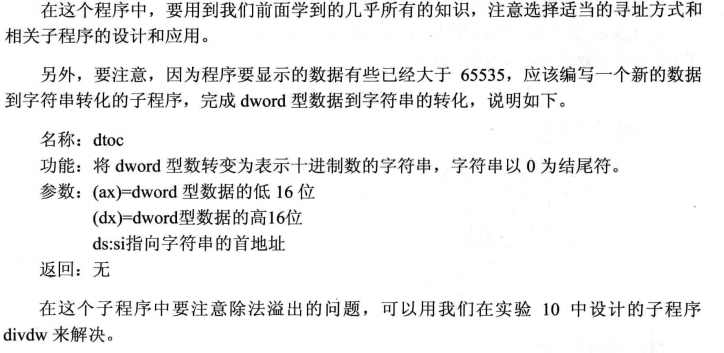 在这个程序中，要用到我们前面学到的几乎所有的知识，注意选择适当的寻址方式和
相关子程序的设计和应用。
另外，要注意，因为程序要显示的数据有些已经大于 65535，应该编写一个新的数据
到字符串转化的子程序，完成 dword 型数据到字符串的转化，说明如下。
名称：dtoc
功能：将 dword 型数转变为表示十进制数的字符串，字符串以 0 为结尾符。
参数：(ax)=dword 型数据的低 16 位
(dx)=dword型数据的高16位
ds:si指向字符串的首地址
返回：无
在这个子程序中要注意除法溢出的问题，可以用我们在实验 10 中设计的子程序
divdw 来解决。